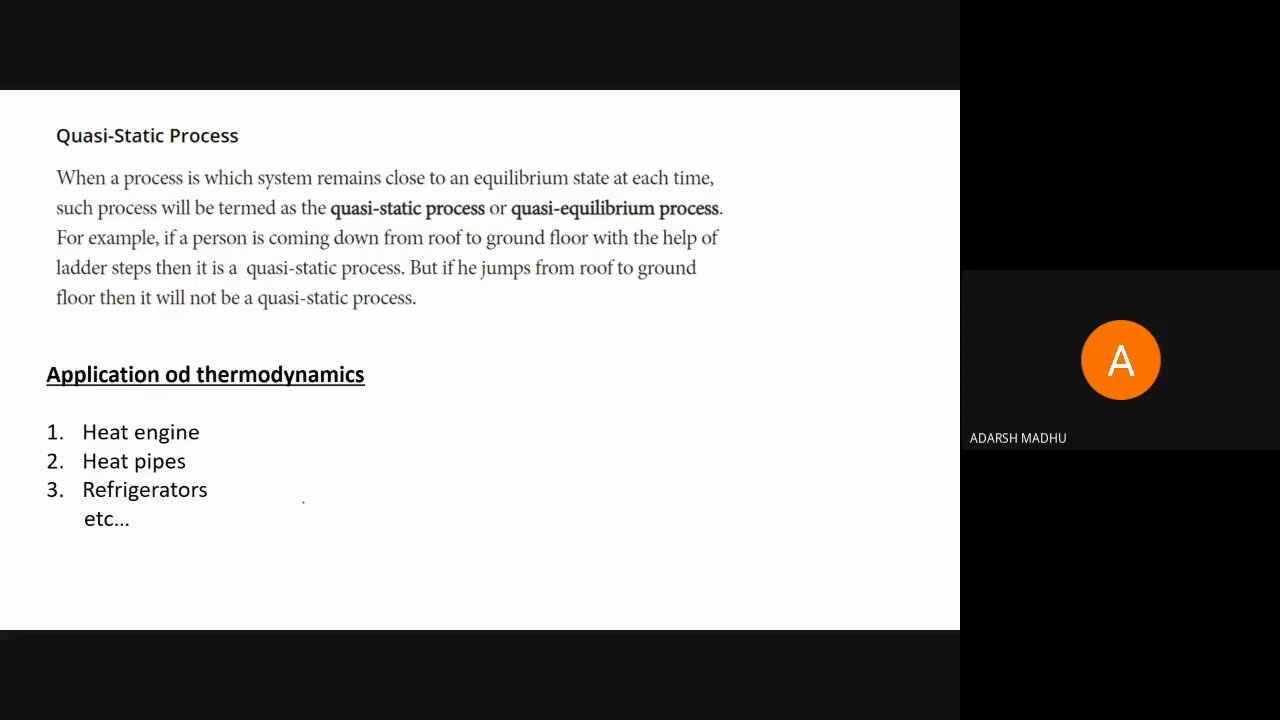 Quasi-Static Process
When a process is which system remains close to an equilibrium state at each time,
such process will be termed as the quasi-static process or quasi-equilibrium process.
For example, if a person is coming down from roof to ground floor with the help of
ladder steps then it is a quasi-static process. But if he jumps from roof to ground
floor then it will not be a quasi-static process.
Application od thermodynamics
1. Heat engine
2. Heat pipes
3. Refrigerators
etc...
A
ADARSH MADHU